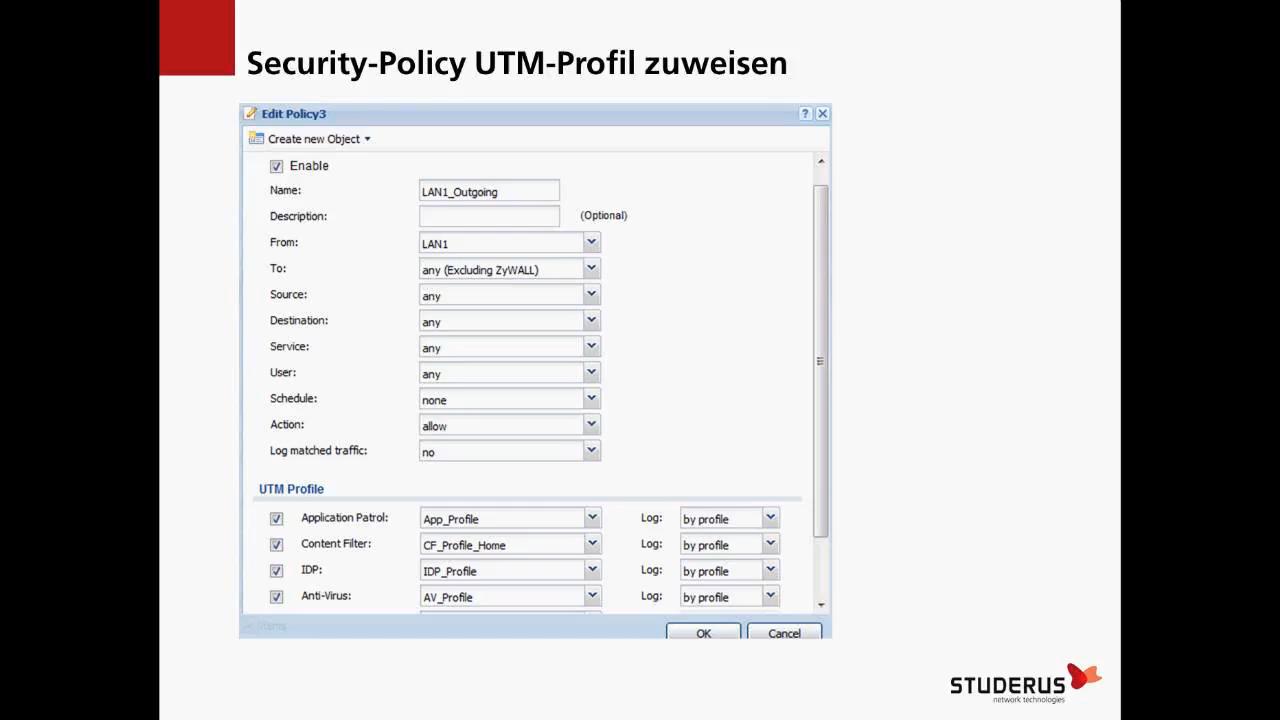 Security-Policy UTM-Profil zuweisen
Edit Policy3
Create new Object
Enable
Name: LAN1_Outgoing
Description: (Optional)
From: LAN1
To: any (Excluding ZyWALL)
Source: any
Destination: any
Service: any
User: any
Schedule: none
Action: allow
Log matched traffic: no
UTM Profile
Application Patrol: App_Profile Log: by profile
Content Filter: CF_Profile_Home Log: by profile
IDP: IDP_Profile Log: by profile
Anti-Virus: AV_Profile Log: by profile
OK Cancel
STUDERUS
network technologies